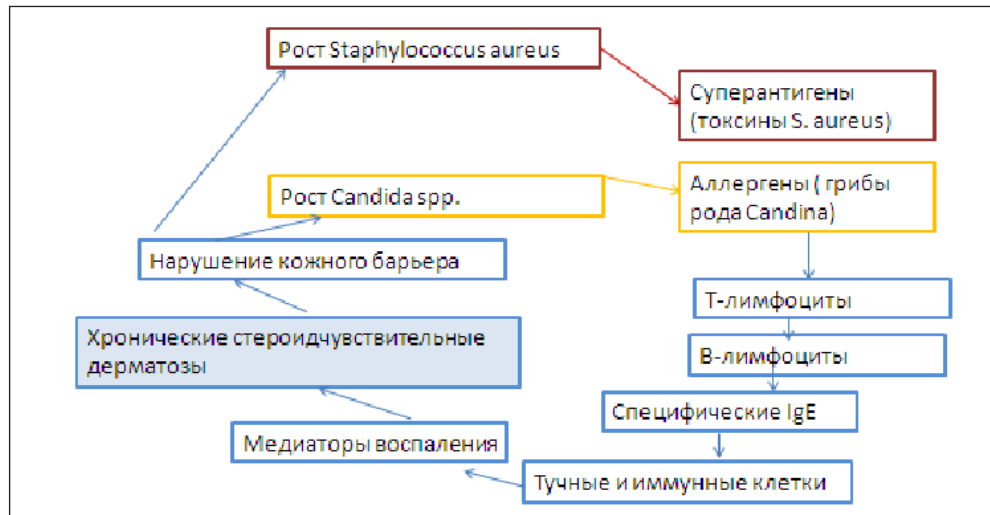 Рост Staphylococcus aureus
Суперантигены
(токсины S. aureus)
Рост Candida spp.
Аллергены ( грибы
рода Candina)
Нарушение кожного барьера
Т-лимфоциты
Хронические стероидчувствительные
дерматозы
В-лимфоциты
Специфические IgE
Медиаторы воспаления
Тучные и иммунные клетки